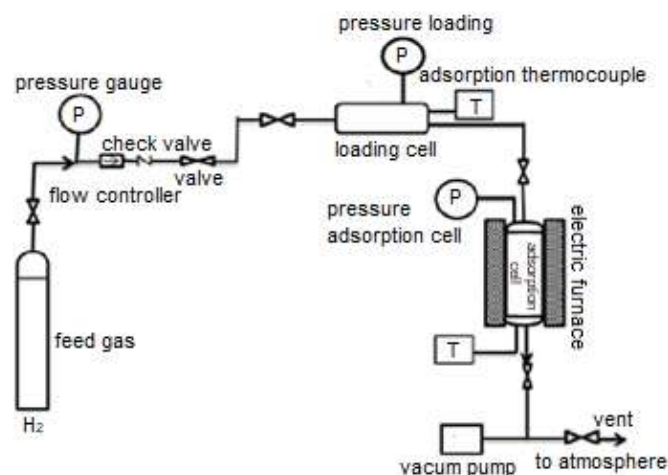 pressure loading
P
adsorption thermocouple
T
pressure gauge
P
check valve
valve
loading cell
flow controller
P
pressure
adsorption cell
adsorption
cell
electric furnace
feed gas
T
H2
vent
vacum pump
to atmosphere